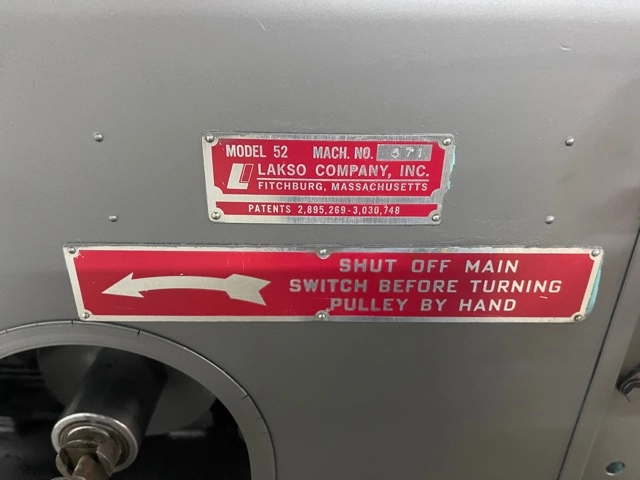 MODEL 52 MACH. NO. 571
LAKSO COMPANY, INC.
FITCHBURG, MASSACHUSETTS
PATENTS 2,895,269-3,030,748
SHUT OFF MAIN
SWITCH BEFORE TURNING
PULLEY BY HAND